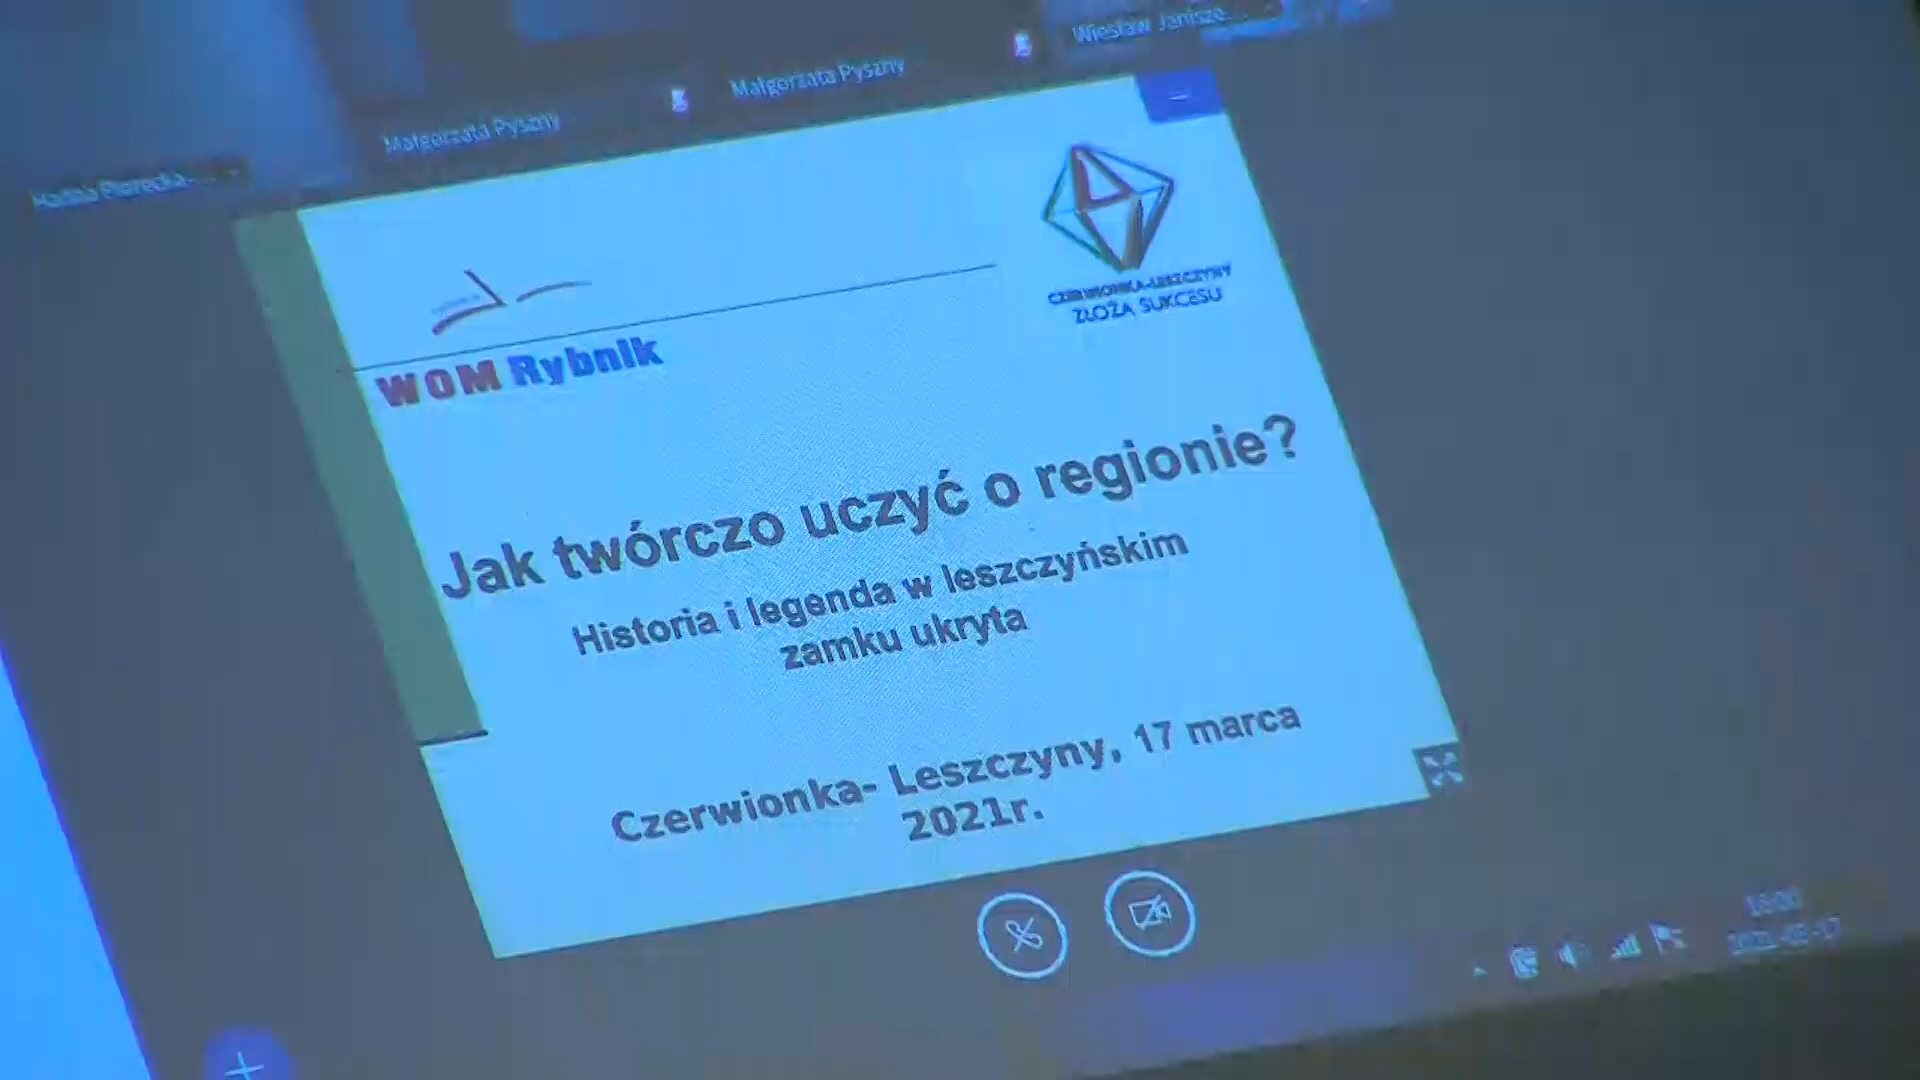 Wiesław Janisze...
Małgorzata Pyszny
Małgorzata Pyszny
CZERWIONKA-LESZCZYNY
ZŁOŻA SUKCESU
WOM Rybnik
Jak twórczo uczyć o regionie?
Historia i legenda w leszczyńskim
zamku ukryta
Czerwionka- Leszczyny, 17 marca
2021r.